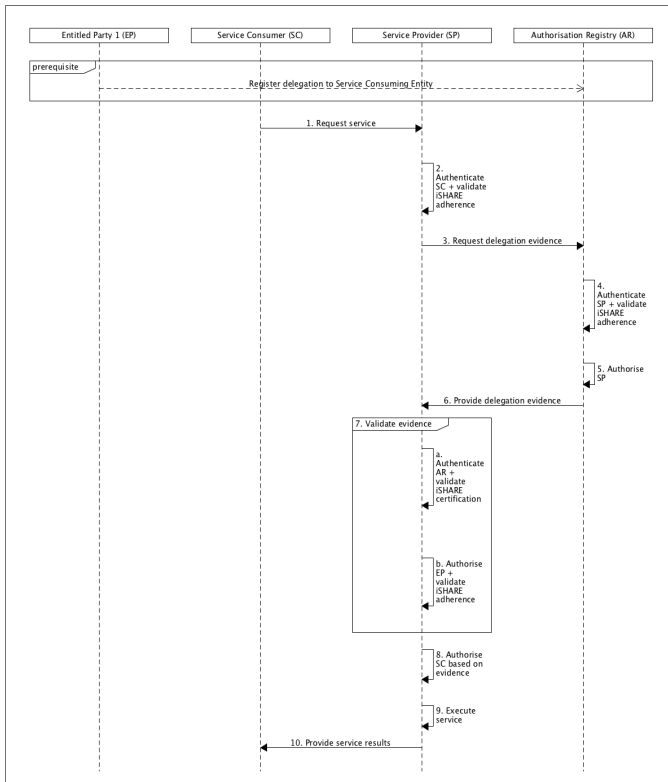 Entitled Party 1 (EP)
Service Consumer (SC)
Service Provider (SP)
Authorisation Registry (AR)
prerequisite
Register delegation to Service Consuming Entity
1. Request service
2.
Authenticate
SC + validate
iSHARE
adherence
3. Request delegation evidence
4.
Authenticate
SP + validate
iSHARE
adherence
5. Authorise
SP
6. Provide delegation evidence
7. Validate evidence
a.
Authenticate
AR +
validate
iSHARE
certification
b. Authorise
EP +
validate
iSHARE
adherence
8. Authorise
SC based on
evidence
9. Execute
service
10. Provide service results